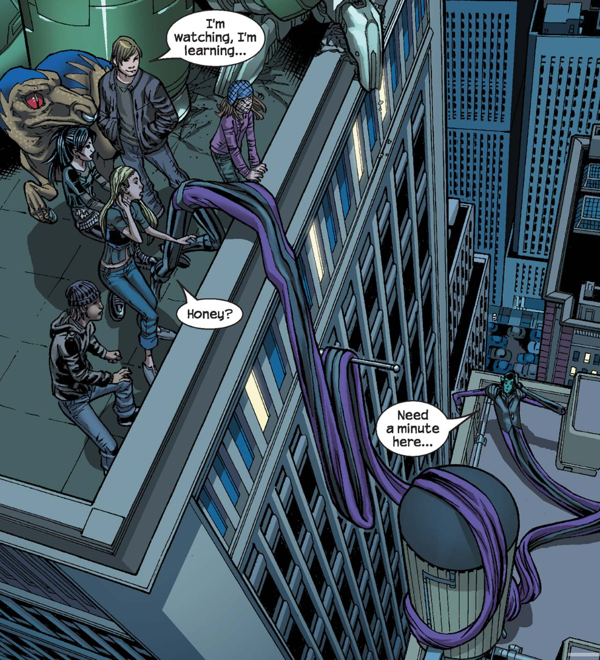 I'm
watching, I'm
learning...
Honey?
Need
a minute
here...